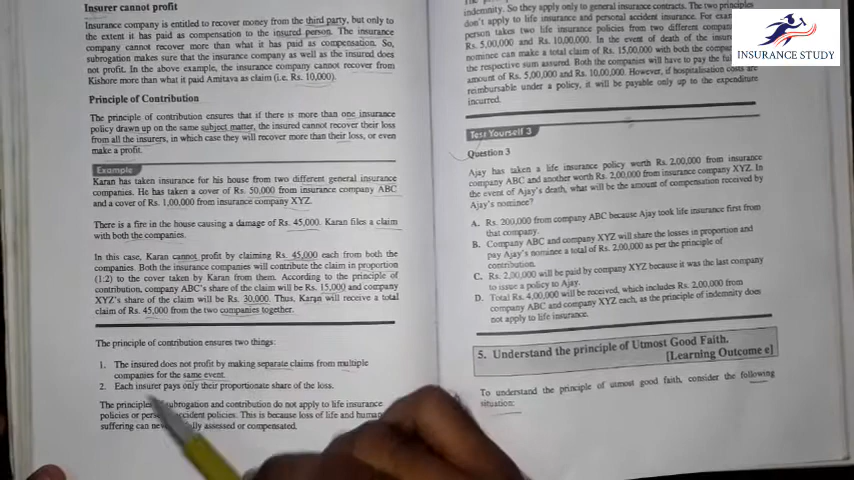 Insurer cannot profit
Insurance company is entitled to recover money from the third party, but only to
the extent it has paid as compensation to the insured person. The insurance
company cannot recover more than what it has paid as compensation. So,
subrogation makes sure that the insurance company as well as the insured does
not profit. In the above example, the insurance company cannot recover from
Kishore more than what it paid Amitava as claim (i.e. Rs. 10,000).
Principle of Contribution
The principle of contribution ensures that if there is more than one insurance
policy drawn up on the same subject matter, the insured cannot recover their loss
from all the insurers, in which case they will recover more than their loss, or even
make a profit.
Example
Karan has taken insurance for his house from two different general insurance
companies. He has taken a cover of Rs. 50,000 from insurance company ABC
and a cover of Rs. 1,00,000 from insurance company XYZ.
There is a fire in the house causing a damage of Rs. 45,000. Karan files a claim
with both the companies.
In this case, Karan cannot profit by claiming Rs. 45,000 each from both the
companies. Both the insurance companies will contribute the claim in proportion
(1:2) to the cover taken by Karan from them. According to the principle of
contribution, company ABC's share of the claim will be Rs. 15,000 and company
XYZ's share of the claim will be Rs. 30,000. Thus, Karan will receive a total
claim of Rs. 45,000 from the two companies together.
The principle of contribution ensures two things:
1. The insured does not profit by making separate claims from multiple
companies for the same event.
2. Each insurer pays only their proportionate share of the loss.
The principles of subrogation and contribution do not apply to life insurance
policies or accident policies. This is because loss of life and human
suffering can assessed or compensated.
indemnity. So they apply only to general insurance contracts. The two principles
don't apply to life insurance and personal accident insurance. For
person takes two life insurance policies from two different
Rs. 5,00,000 and Rs. 10,00,000. In the event of death of the
nominee can make a total claim of Rs. 15,00,000 with both the
the respective sum assured. Both the companies will have to pay the
amount of Rs. 5,00,000 and Rs. 10,00,000. However, if hospitalisation costs are
reimbursable under a policy, it will be payable only up to the expenditure
incurred.
INSURANCE STUDY
Test Yourself 3
Question 3
Ajay has taken a life insurance policy worth Rs. 2,00,000 from insurance
company ABC and another worth Rs. 2,00,000 from insurance company XYZ. In
the event of Ajay's death, what will be the amount of compensation received by
Ajay's nominee?
A. Rs. 200,000 from company ABC because Ajay took life insurance first from
that company.
B. Company ABC and company XYZ will share the losses in proportion and
pay Ajay's nominee a total of Rs. 2,00,000 as per the principle of
contribution.
C. Rs. 2,00,000 will be paid by company XYZ because it was the last company
to issue a policy to Ajay.
D. Total Rs. 4,00,000 will be received, which includes Rs. 2,00,000 from
company ABC and company XYZ each, as the principle of indemnity does
not apply to life insurance.
5. Understand the principle of Utmost Good Faith.
[Learning Outcome e]
To understand the principle of utmost good faith, consider the following
situation: